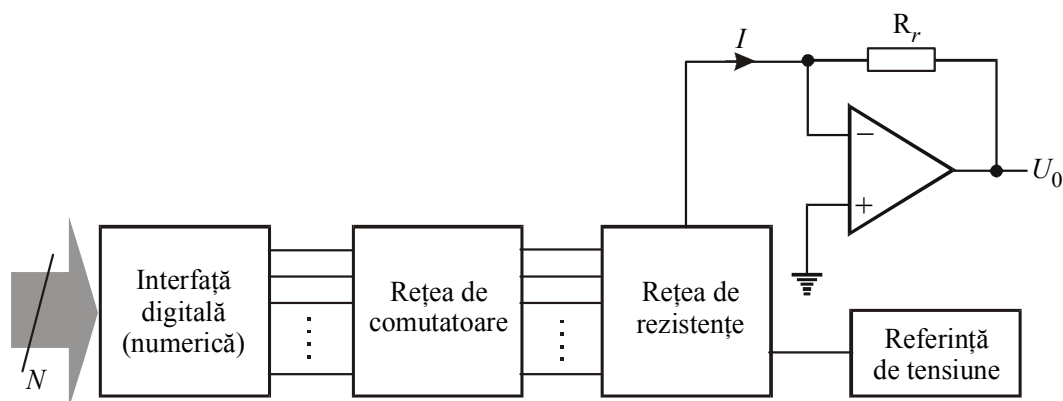 I
R_r
−
+
U_0
N
Interfață
digitală
(numerică)
Rețea de
comutatoare
Rețea de
rezistențe
Referință
de tensiune